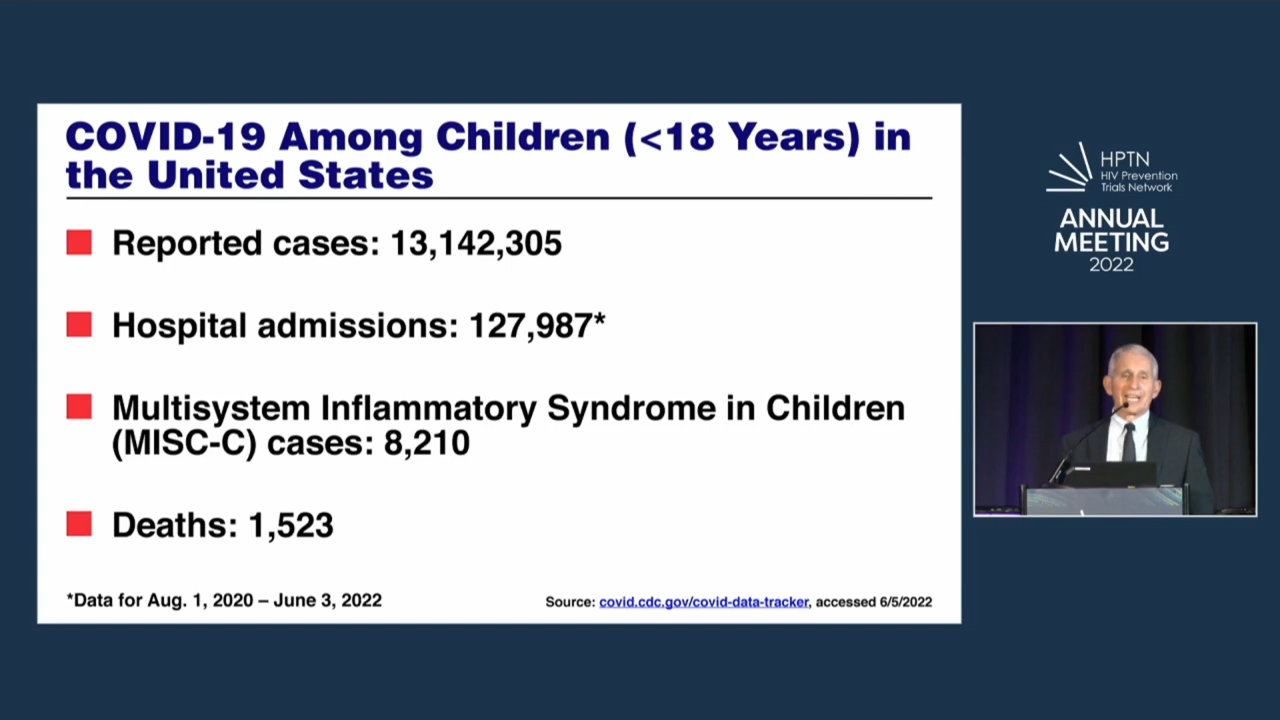 COVID-19 Among Children (<18 Years) in
the United States
Reported cases: 13,142,305
Hospital admissions: 127,987*
Multisystem Inflammatory Syndrome in Children
(MISC-C) cases: 8,210
Deaths: 1,523
*Data for Aug. 1, 2020 – June 3, 2022
Source: covid.cdc.gov/covid-data-tracker, accessed 6/5/2022
HPTN
HIV Prevention
Trials Network
ANNUAL
MEETING
2022